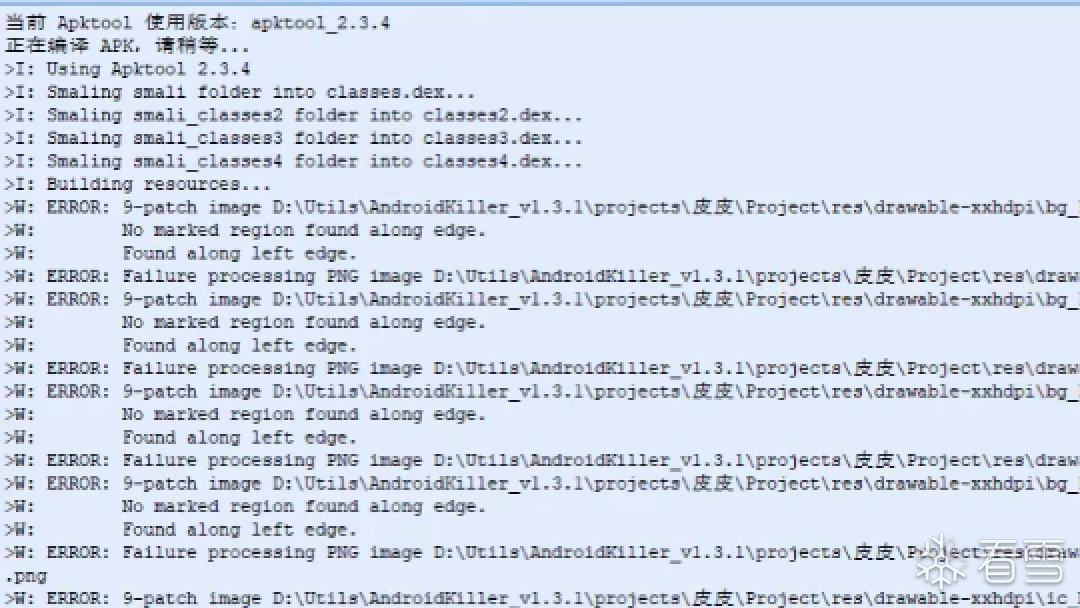 当前 Apktool 使用版本：apktool_2.3.4
正在编译 APK，请稍等...
>I: Using Apktool 2.3.4
>I: Smaling smali folder into classes.dex...
>I: Smaling smali_classes2 folder into classes2.dex...
>I: Smaling smali_classes3 folder into classes3.dex...
>I: Smaling smali_classes4 folder into classes4.dex...
>I: Building resources...
>W: ERROR: 9-patch image D:\Utils\AndroidKiller_v1.3.1\projects\皮皮\Project\res\drawable-xxhdpi\bg_
>W: No marked region found along edge.
>W: Found along left edge.
>W: ERROR: Failure processing PNG image D:\Utils\AndroidKiller_v1.3.1\projects\皮皮\Project\res\draw
>W: ERROR: 9-patch image D:\Utils\AndroidKiller_v1.3.1\projects\皮皮\Project\res\drawable-xxhdpi\bg_
>W: No marked region found along edge.
>W: Found along left edge.
>W: ERROR: Failure processing PNG image D:\Utils\AndroidKiller_v1.3.1\projects\皮皮\Project\res\draw
>W: ERROR: 9-patch image D:\Utils\AndroidKiller_v1.3.1\projects\皮皮\Project\res\drawable-xxhdpi\bg_
>W: No marked region found along edge.
>W: Found along left edge.
>W: ERROR: Failure processing PNG image D:\Utils\AndroidKiller_v1.3.1\projects\皮皮\Project\res\draw
>W: ERROR: 9-patch image D:\Utils\AndroidKiller_v1.3.1\projects\皮皮\Project\res\drawable-xxhdpi\bg_
>W: No marked region found along edge.
>W: Found along left edge.
>W: ERROR: Failure processing PNG image D:\Utils\AndroidKiller_v1.3.1\projects\皮皮\Project\res\draw
.png
>W: ERROR: 9-patch image D:\Utils\AndroidKiller_v1.3.1\projects\皮皮\Project\res\drawable-xxhdpi\ic_
看雪